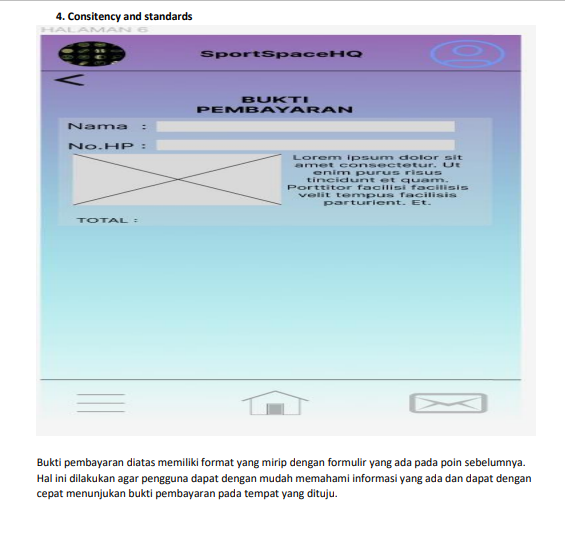 4. Consitency and standards
HALAMAN 6
SportSpaceHQ
BUKTI
PEMBAYARAN
Nama :
No.HP :
Lorem ipsum dolor sit
amet consectetur. Ut
enim purus risus
tincidunt et quam.
Porttitor facilisi facilisis
velit tempus facilisis
parturient. Et.
TOTAL :
Bukti pembayaran diatas memiliki format yang mirip dengan formulir yang ada pada poin sebelumnya.
Hal ini dilakukan agar pengguna dapat dengan mudah memahami informasi yang ada dan dapat dengan
cepat menunjukan bukti pembayaran pada tempat yang dituju.